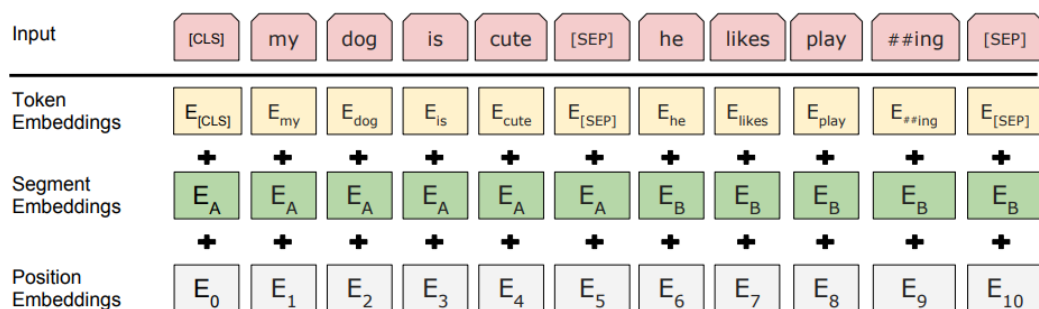 Input [CLS] my dog is cute [SEP] he likes play ##ing [SEP]
Token Embeddings E[CLS] Emy Edog Eis Ecute E[SEP] Ehe Elikes Eplay E##ing E[SEP]
+ + + + + + + + + + +
Segment Embeddings EA EA EA EA EA EA EB EB EB EB EB
+ + + + + + + + + + +
Position Embeddings E0 E1 E2 E3 E4 E5 E6 E7 E8 E9 E10